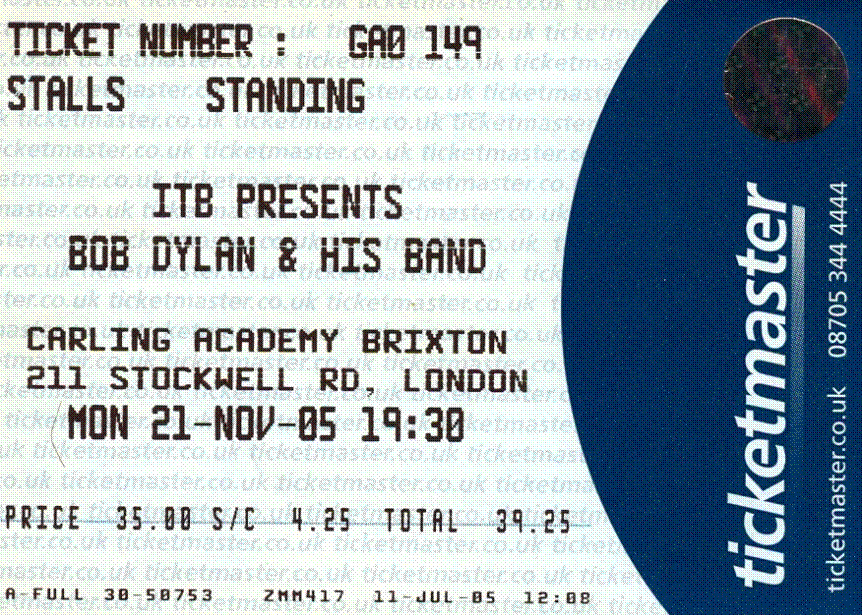 TICKET NUMBER : GA0 149
STALLS STANDING
ITB PRESENTS
BOB DYLAN & HIS BAND
CARLING ACADEMY BRIXTON
211 STOCKWELL RD, LONDON
MON 21-NOV-05 19:30
PRICE 35.00 S/C 4.25 TOTAL 39.25
A-FULL 30-50753 ZMM417 11-JUL-05 12:08
ticketmaster
ticketmaster.co.uk 08705 344 4444